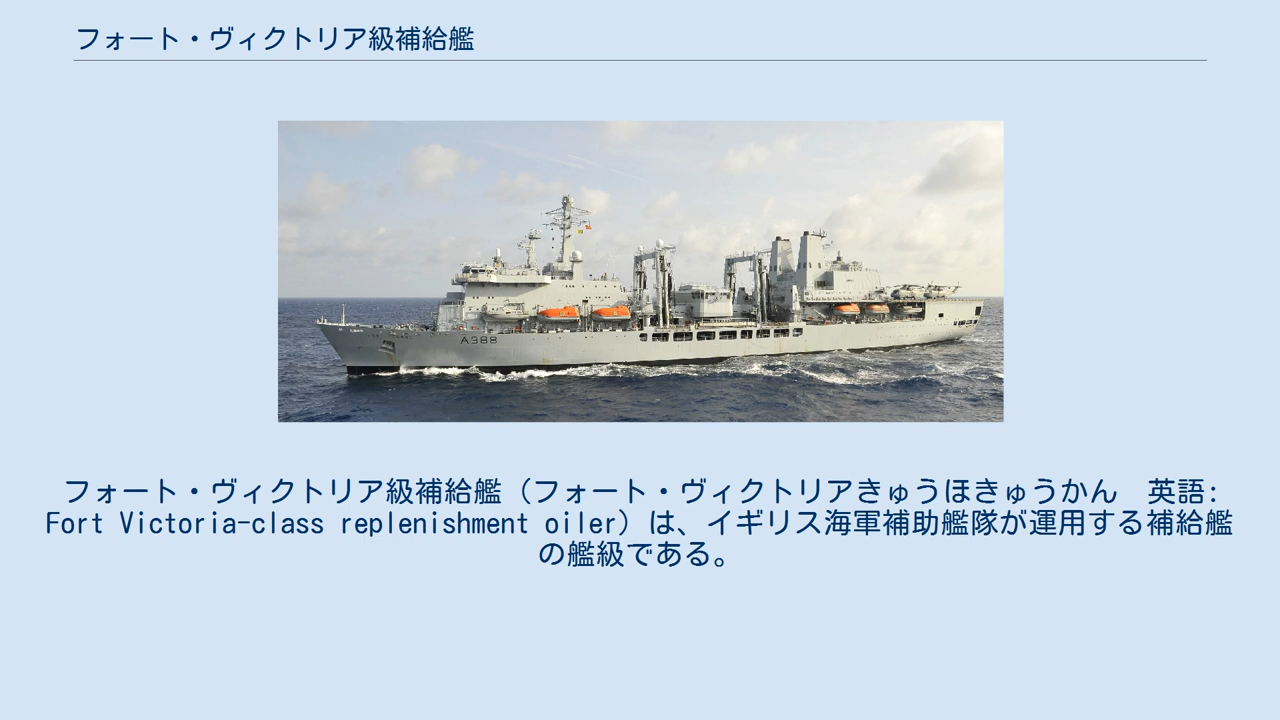 フォート・ヴィクトリア級補給艦
A388
フォート・ヴィクトリア級補給艦（フォート・ヴィクトリアきゅうほきゅうかん　英語:
Fort Victoria-class replenishment oiler）は、イギリス海軍補助艦隊が運用する補給艦
の艦級である。